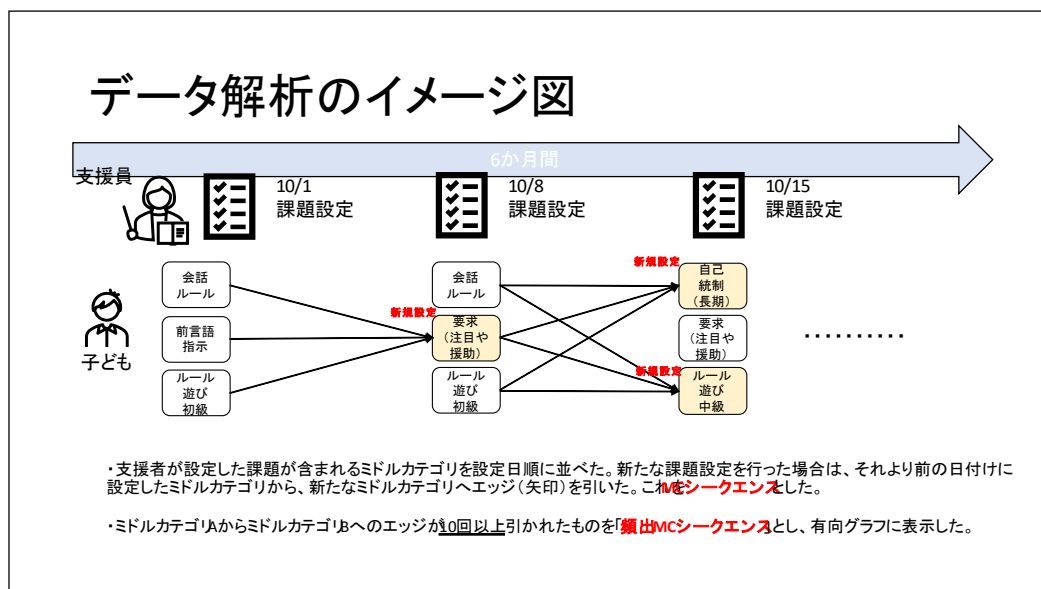 データ解析のイメージ図
6か月間
支援員
10/1
課題設定
10/8
課題設定
10/15
課題設定
子ども
会話
ルール
前言語
指示
ルール
遊び
初級
新規設定
会話
ルール
要求
(注目や
援助)
ルール
遊び
初級
新規設定
自己
統制
(長期)
要求
(注目や
援助)
新規設定
ルール
遊び
中級
‥‥‥‥‥
・支援者が設定した課題が含まれるミドルカテゴリを設定日順に並べた。新たな課題設定を行った場合は、それより前の日付けに
設定したミドルカテゴリから、新たなミドルカテゴリへエッジ(矢印)を引いた。これをMCシークエンスとした。
・ミドルカテゴリAからミドルカテゴリBへのエッジが10回以上引かれたものを「頻出MCシークエンス」とし、有向グラフに表示した。